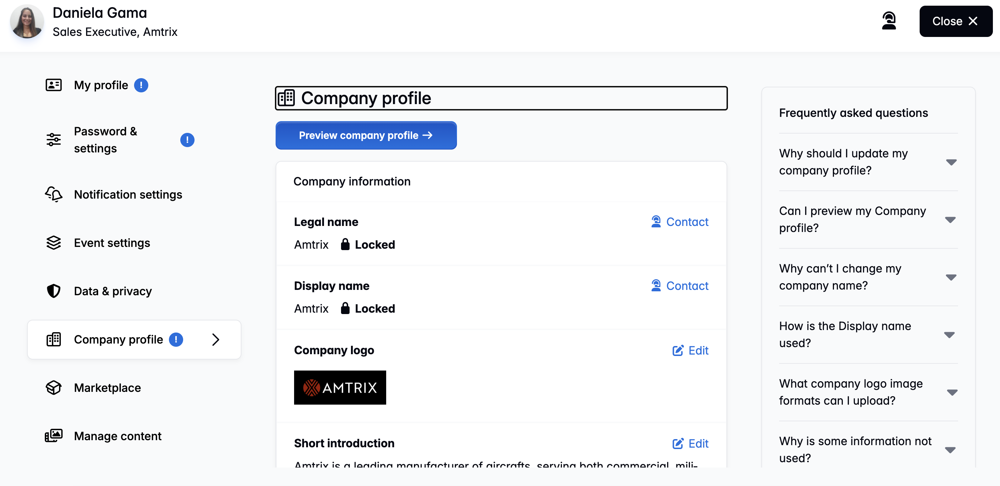 Daniela Gama
Sales Executive, Amtrix
Close
My profile
Password &
settings
Notification settings
Event settings
Data & privacy
Company profile
Marketplace
Manage content
Company profile
Preview company profile →
Company information
Legal name
Contact
Amtrix
Locked
Display name
Contact
Amtrix
Locked
Company logo
Edit
AMTRIX
Short introduction
Edit
Amtrix is a leading manufacturer of aircrafts, serving both commercial, mili-
Frequently asked questions
Why should I update my
company profile?
Can I preview my Company
profile?
Why can’t I change my
company name?
How is the Display name
used?
What company logo image
formats can I upload?
Why is some information not
used?